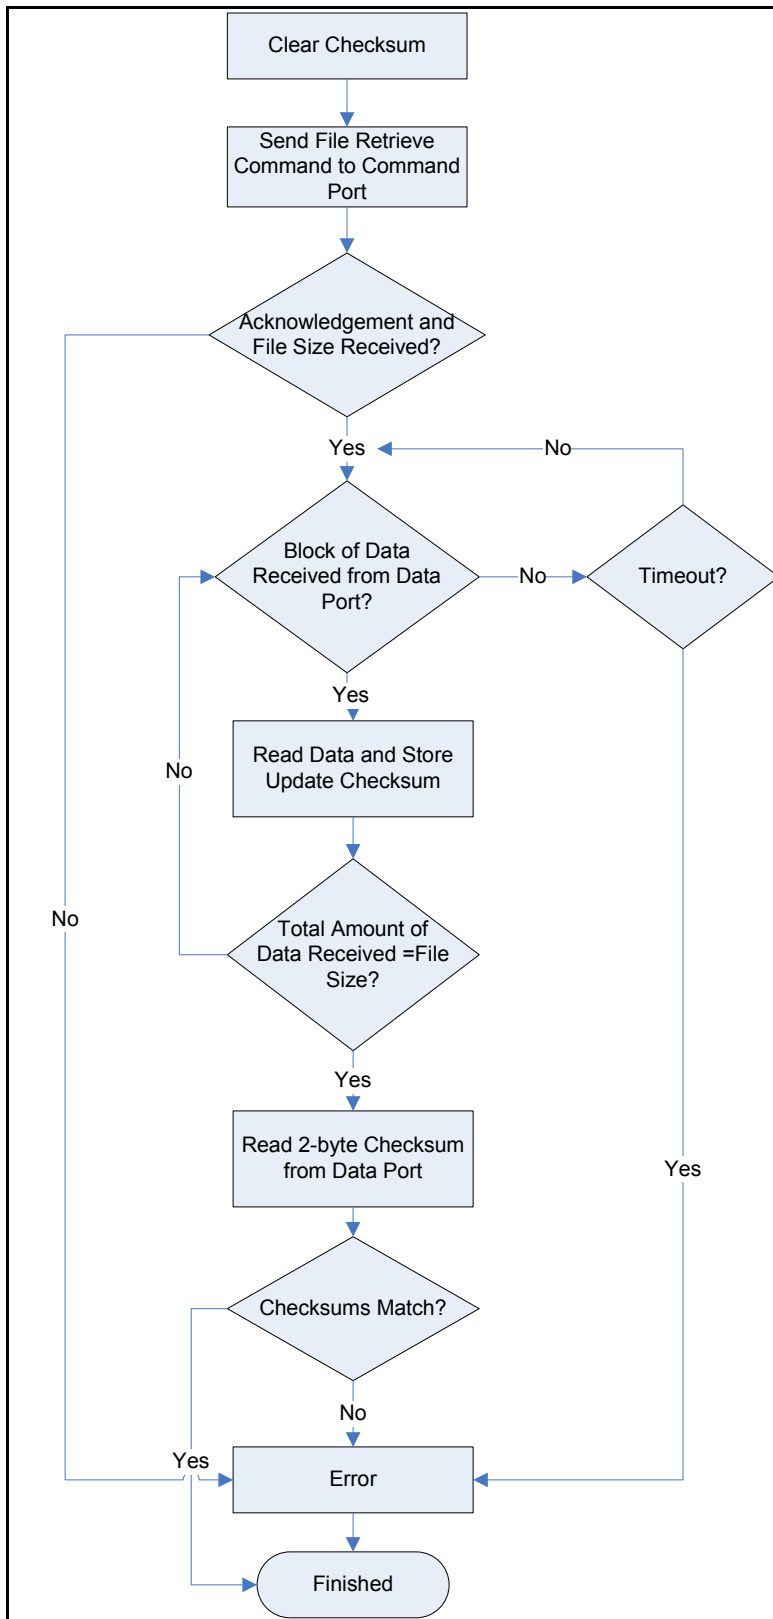 Clear Checksum
Send File Retrieve
Command to Command
Port
Acknowledgement and
File Size Received?
Yes
No
Block of Data
Received from Data
Port?
No
Timeout?
Yes
Read Data and Store
Update Checksum
No
No
Total Amount of
Data Received =File
Size?
Yes
Read 2-byte Checksum
from Data Port
Yes
Checksums Match?
No
Yes
Error
Finished